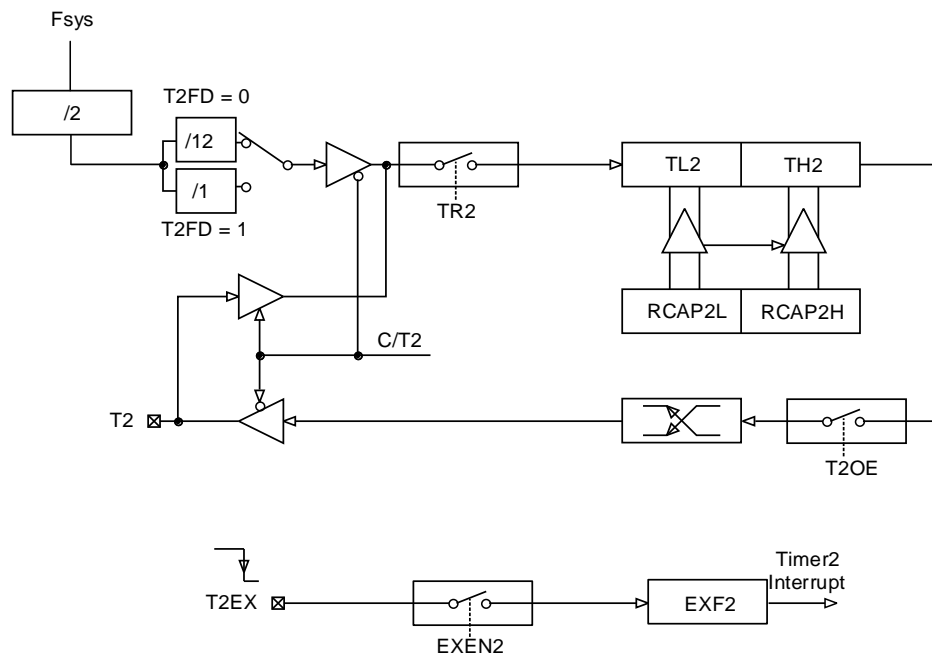 Fsys
/2
T2FD = 0
/12
/1
T2FD = 1
TR2
TL2
TH2
RCAP2L
RCAP2H
C/T2
T2
T2OE
T2EX
EXEN2
EXF2
Timer2
Interrupt